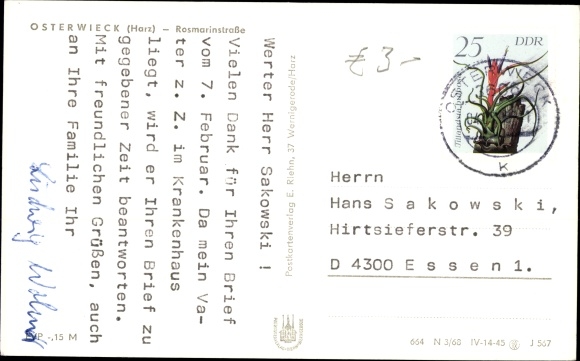 OSTERWIECK (Harz) — Rosmarinstraße
Werter Herr Sakowski !
Vielen Dank für Ihren Brief
vom 7. Februar. Da mein Va-
ter z. Z. im Krankenhaus
liegt, wird er Ihren Brief zu
gegebener Zeit beantworten.
Mit freundlichen Grüßen, auch
an Ihre Familie Ihr
Ludwig
-,15 M
Postkartenverlag E. Riehn, 37 Wernigerode/Harz
€ 3-
25 DDR
OSTERWIECK
K
Herrn
Hans S a k o w s k i ,
Hirtsieferstr. 39
D 4300 E s s e n 1.
664 N 3/68 IV-14-45 J 567